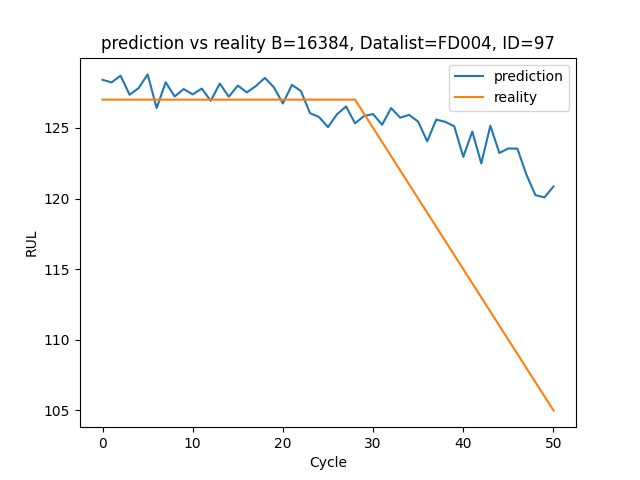 prediction vs reality B=16384, Datalist=FD004, ID=97
prediction
reality
125
120
115
110
105
RUL
0 10 20 30 40 50
Cycle